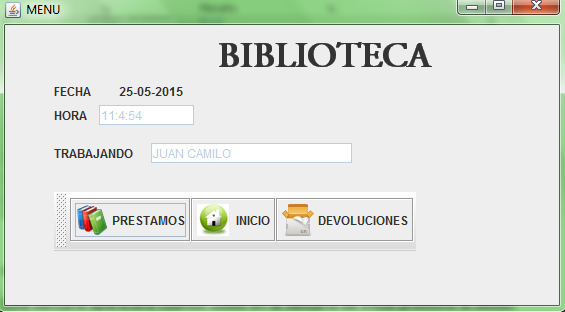 MENU
BIBLIOTECA
FECHA 25-05-2015
HORA 11:4:54
TRABAJANDO JUAN CAMILO
PRESTAMOS INICIO DEVOLUCIONES